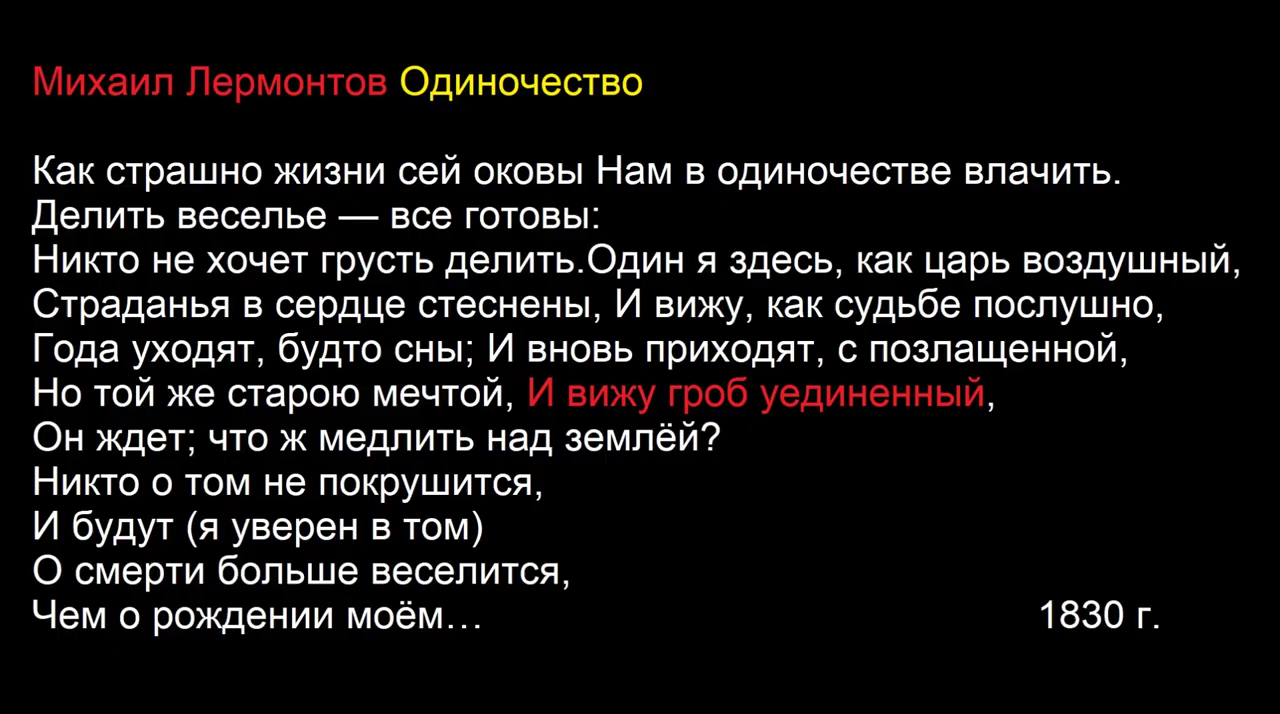 Михаил Лермонтов Одиночество
Как страшно жизни сей оковы Нам в одиночестве влачить.
Делить веселье — все готовы:
Никто не хочет грусть делить.Один я здесь, как царь воздушный,
Страданья в сердце стеснены, И вижу, как судьбе послушно,
Года уходят, будто сны; И вновь приходят, с позлащенной,
Но той же старою мечтой, И вижу гроб уединенный,
Он ждет; что ж медлить над землёй?
Никто о том не покрушится,
И будут (я уверен в том)
О смерти больше веселится,
Чем о рождении моём… 1830 г.